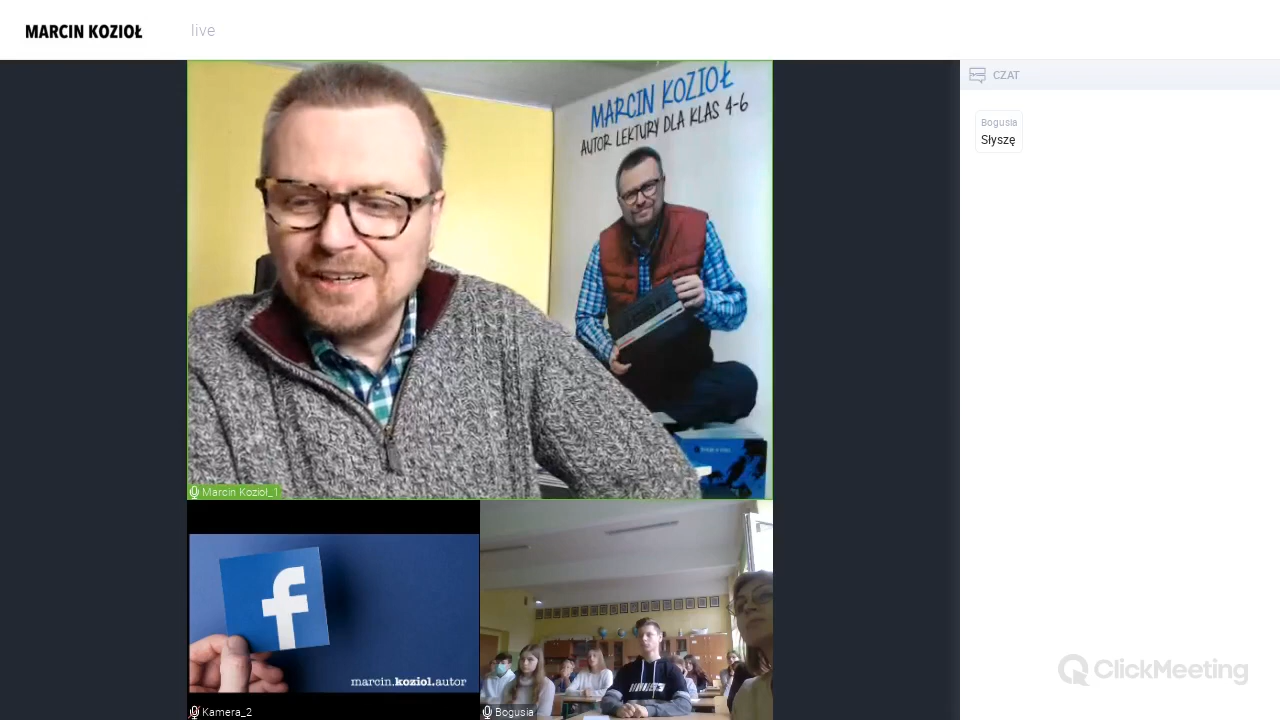 MARCIN KOZIOŁ
live
CZAT
Bogusia
Słyszę
MARCIN KOZIOŁ
AUTOR LEKTURY DLA KLAS 4-6
Marcin Kozioł_1
marcin.koziol.autor
Kamera_2
Bogusia
ClickMeeting